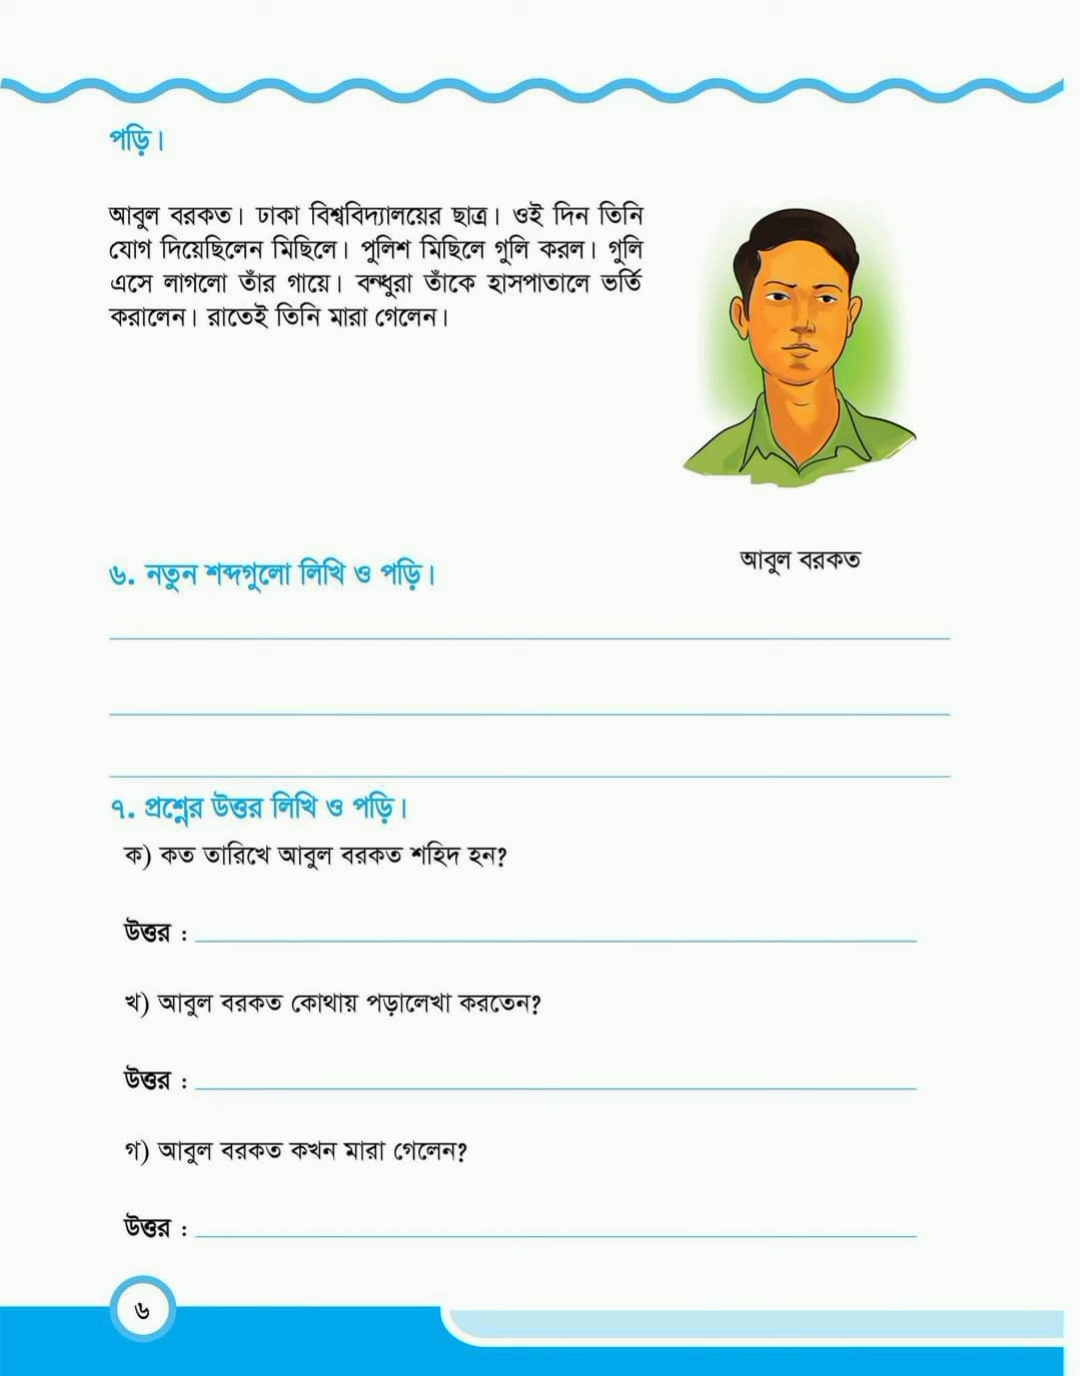 পড়ি।
আবুল বরকত। ঢাকা বিশ্ববিদ্যালয়ের ছাত্র। ওই দিন তিনি
যোগ দিয়েছিলেন মিছিলে। পুলিশ মিছিলে গুলি করল। গুলি
এসে লাগলো তাঁর গায়ে। বন্ধুরা তাঁকে হাসপাতালে ভর্তি
করালেন। রাতেই তিনি মারা গেলেন।
আবুল বরকত
৬. নতুন শব্দগুলো লিখি ও পড়ি।
৭. প্রশ্নের উত্তর লিখি ও পড়ি।
ক) কত তারিখে আবুল বরকত শহিদ হন?
উত্তর :
খ) আবুল বরকত কোথায় পড়ালেখা করতেন?
উত্তর :
গ) আবুল বরকত কখন মারা গেলেন?
উত্তর :
৬